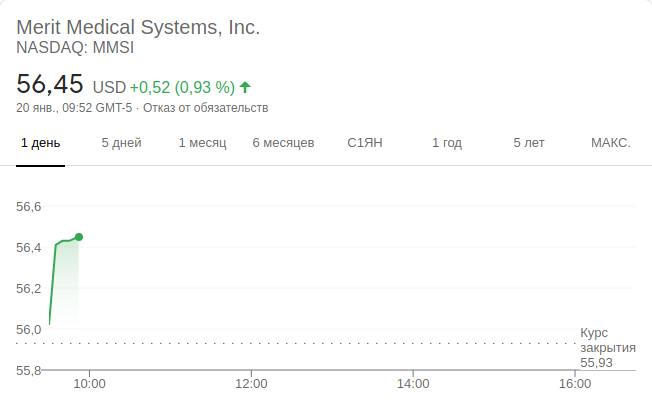 Merit Medical Systems, Inc.
NASDAQ: MMSI
56,45 USD +0,52 (0,93 %)
20 янв., 09:52 GMT-5 · Отказ от обязательств
1 день 5 дней 1 месяц 6 месяцев С1ЯН 1 год 5 лет МАКС.
56,6
56,4
56,2
56,0
Курс
закрытия
55,93
55,8
10:00 12:00 14:00 16:00